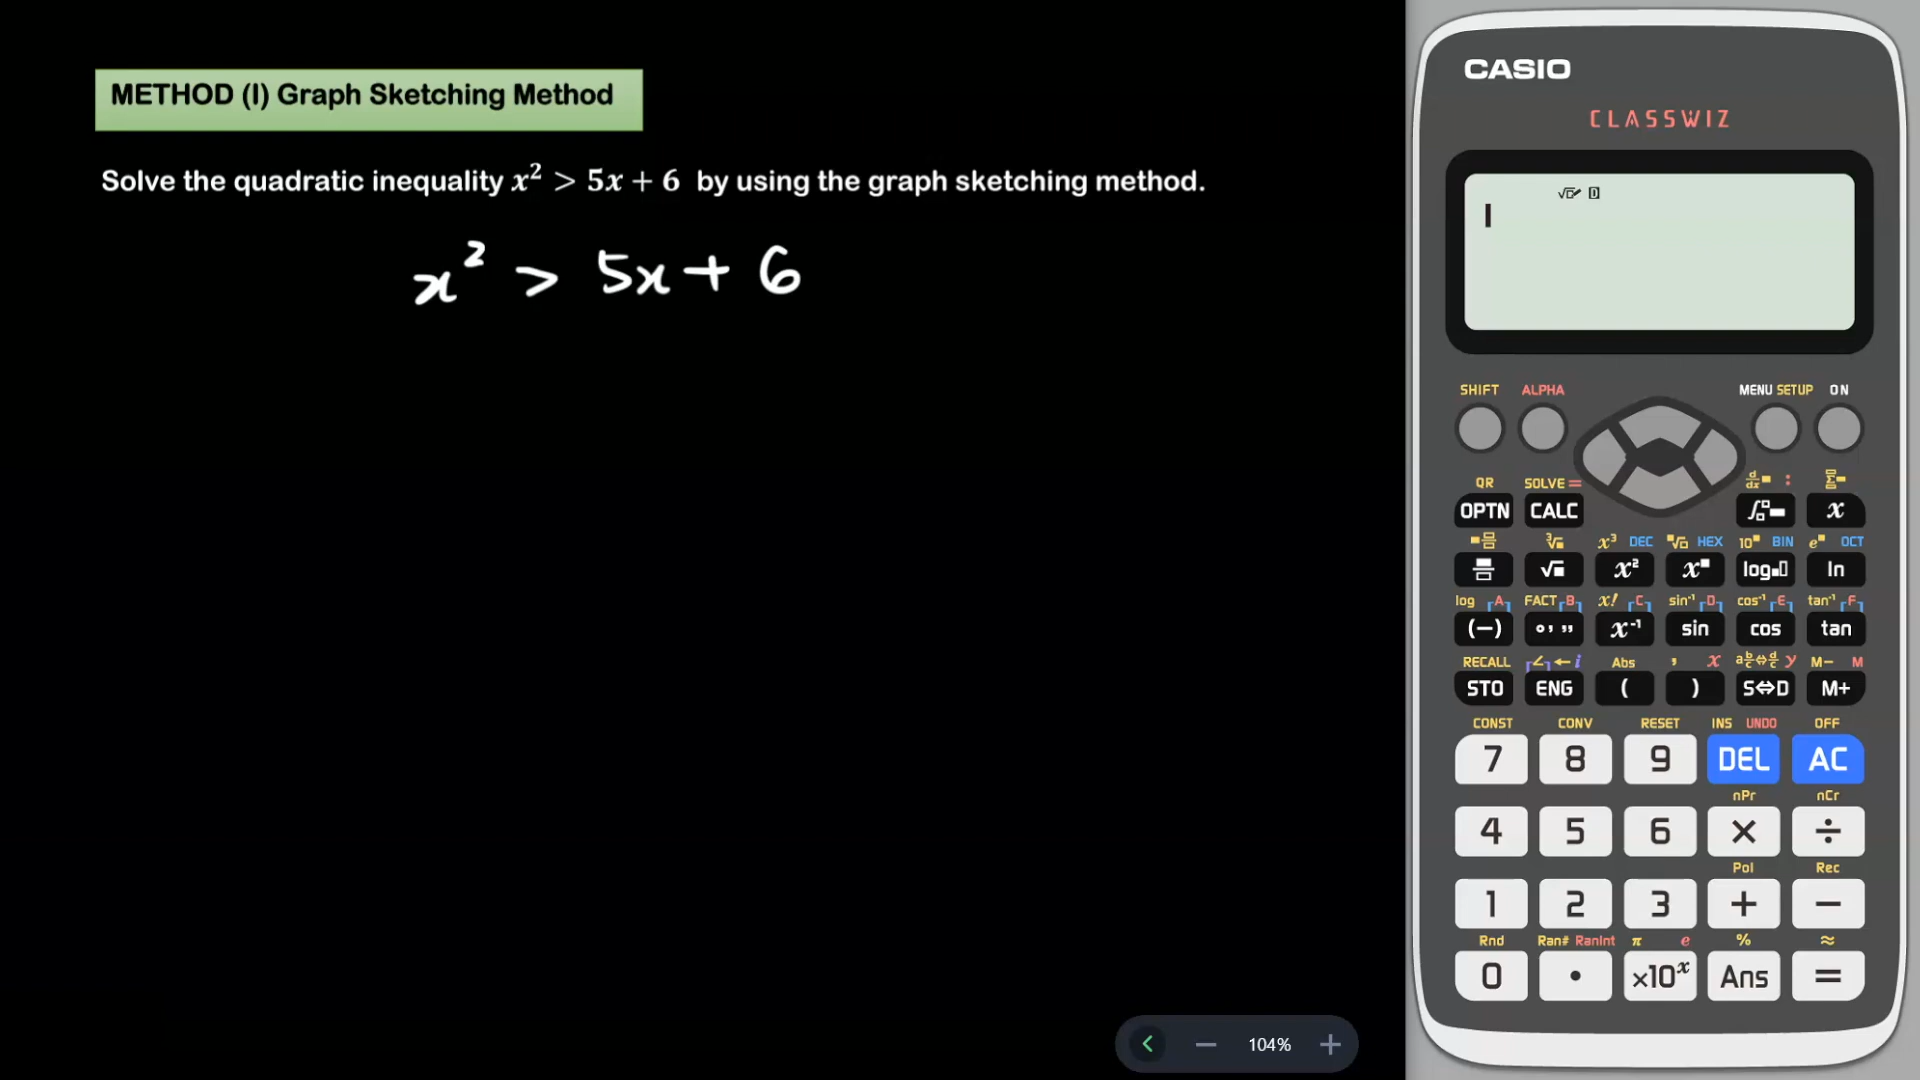 METHOD (I) Graph Sketching Method
Solve the quadratic inequality x² > 5x + 6 by using the graph sketching method.
x² > 5x + 6
104%
CASIO
CLASSWIZ
SHIFT ALPHA MENU SETUP ON
QR SOLVE = d/dx■ : 
OPTN CALC x
x³ DEC HEX 10■ BIN e■ OCT
√■ x² x■ log■□ ln
log A FACT B x! C sin⁻¹ D cos⁻¹ E tan⁻¹ F
(−) °’ ” x⁻¹ sin cos tan
RECALL ∠ ← i Abs , x a b/c⇔d/c y M− M
STO ENG ( ) S⇔D M+
CONST CONV RESET INS UNDO OFF
7 8 9 DEL AC
nPr nCr
4 5 6 × ÷
Pol Rec
1 2 3 + −
Rnd Ran# RanInt π e % ≈
0 • ×10ˣ Ans =